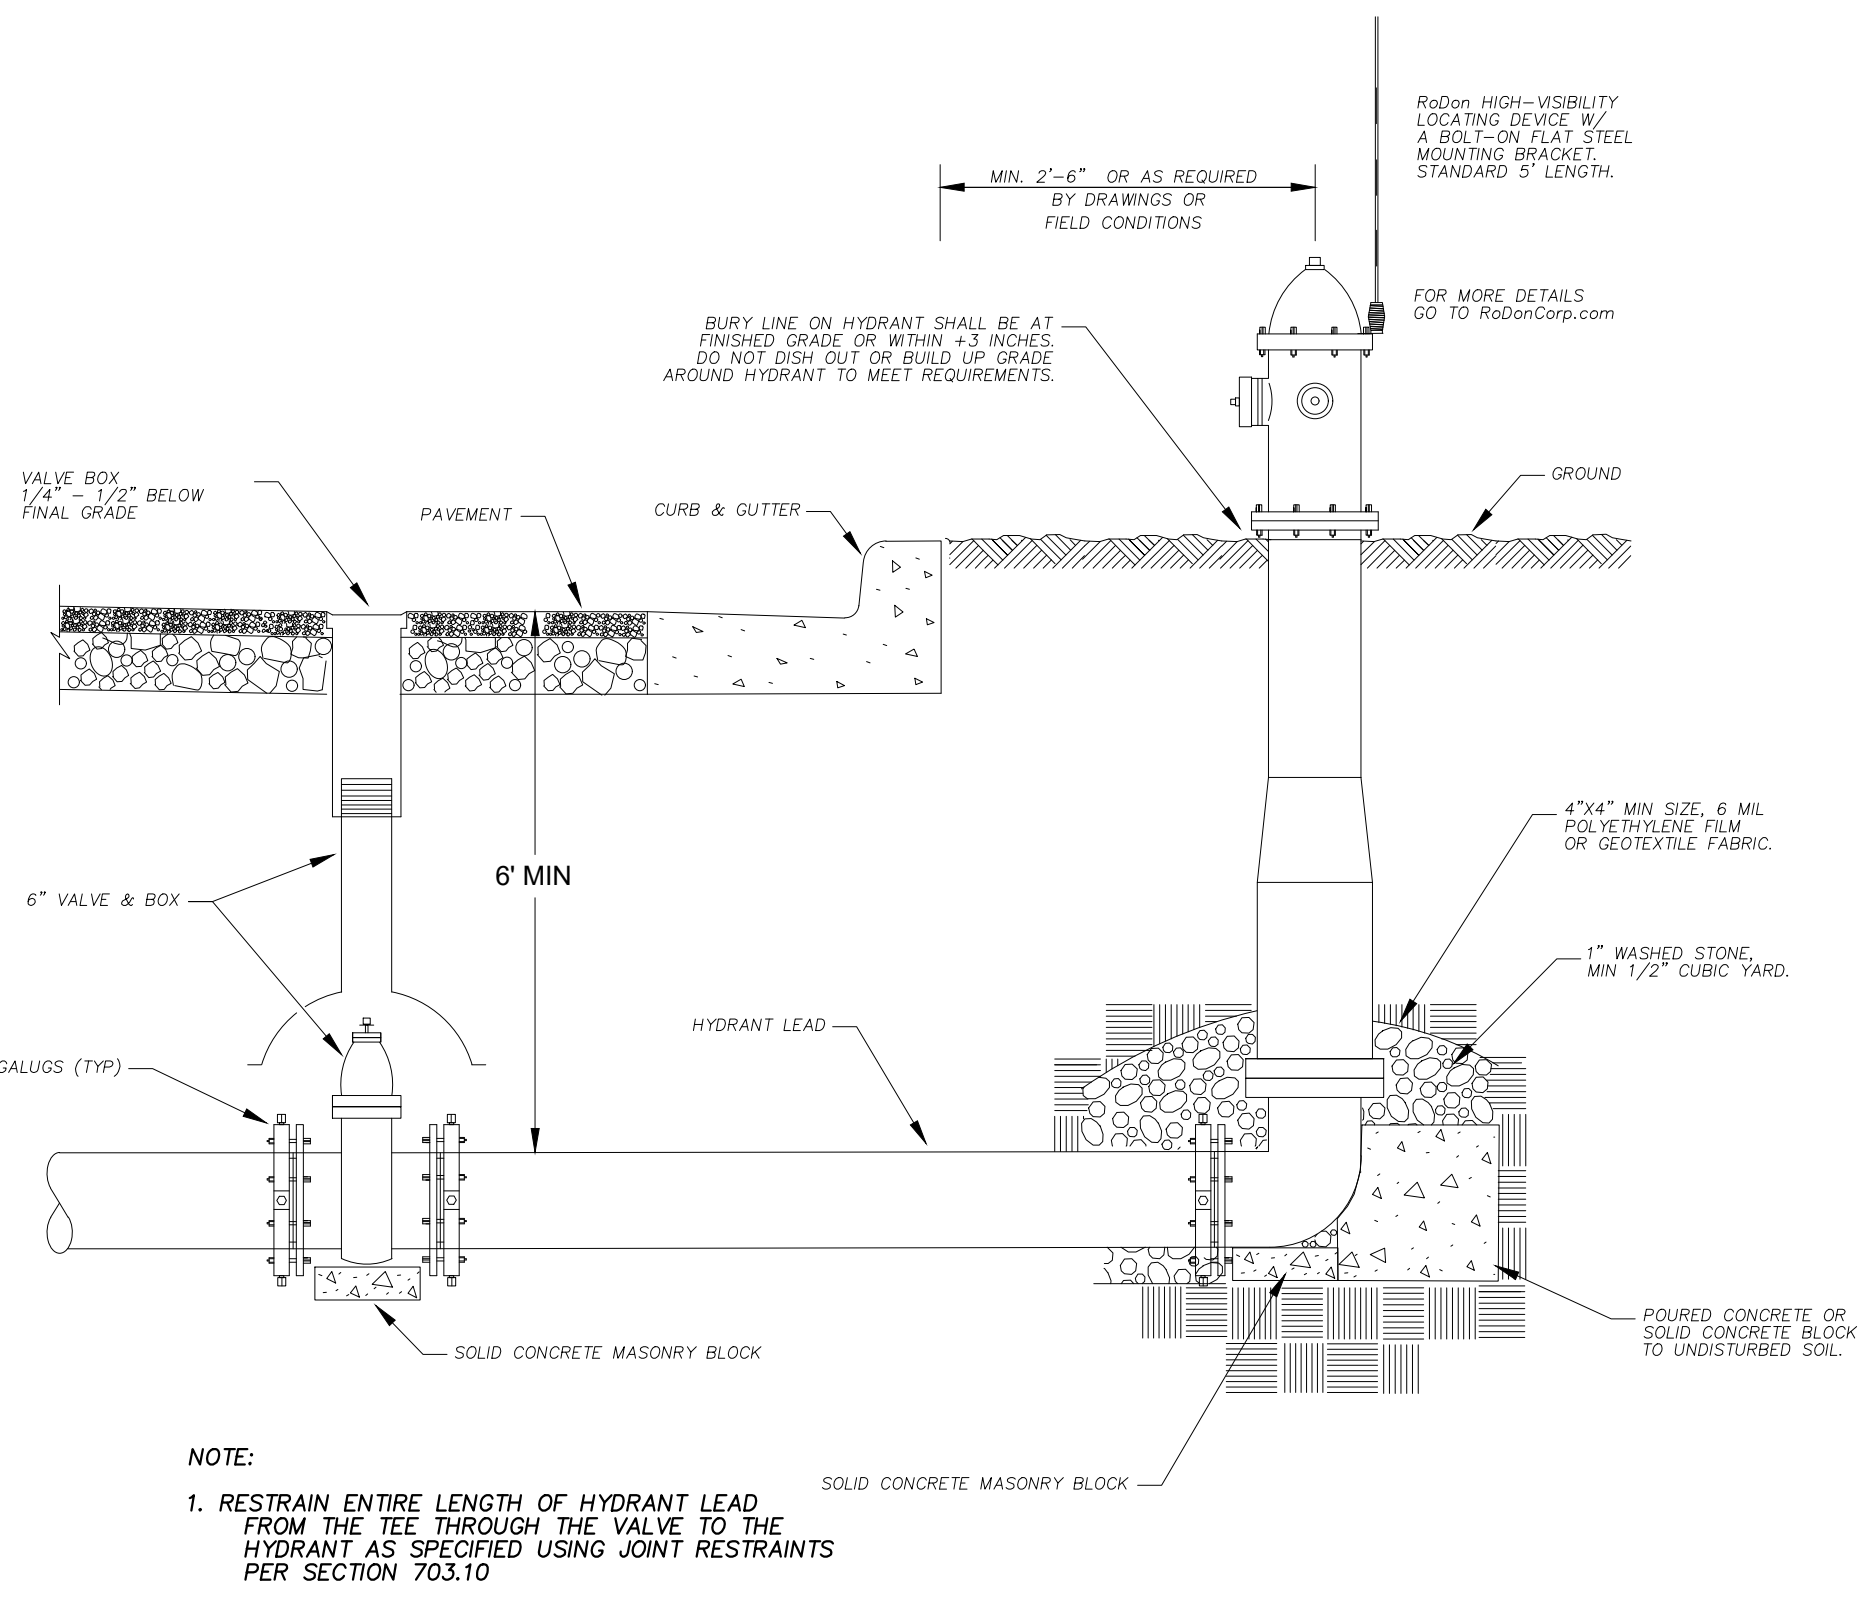 RoDon HIGH-VISIBILITY
LOCATING DEVICE W/
A BOLT-ON FLAT STEEL
MOUNTING BRACKET.
STANDARD 5' LENGTH.
MIN. 2'-6" OR AS REQUIRED
BY DRAWINGS OR
FIELD CONDITIONS
FOR MORE DETAILS
GO TO RoDonCorp.com
BURY LINE ON HYDRANT SHALL BE AT
FINISHED GRADE OR WITHIN +3 INCHES.
DO NOT DISH OUT OR BUILD UP GRADE
AROUND HYDRANT TO MEET REQUIREMENTS.
VALVE BOX
1/4" - 1/2" BELOW
FINAL GRADE
PAVEMENT
CURB & GUTTER
GROUND
4"X4" MIN SIZE, 6 MIL
POLYETHYLENE FILM
OR GEOTEXTILE FABRIC.
6' MIN
6" VALVE & BOX
1" WASHED STONE,
MIN 1/2" CUBIC YARD.
HYDRANT LEAD
GALUGS (TYP)
POURED CONCRETE OR
SOLID CONCRETE BLOCK
TO UNDISTURBED SOIL.
SOLID CONCRETE MASONRY BLOCK
SOLID CONCRETE MASONRY BLOCK
NOTE:
1. RESTRAIN ENTIRE LENGTH OF HYDRANT LEAD
FROM THE TEE THROUGH THE VALVE TO THE
HYDRANT AS SPECIFIED USING JOINT RESTRAINTS
PER SECTION 703.10